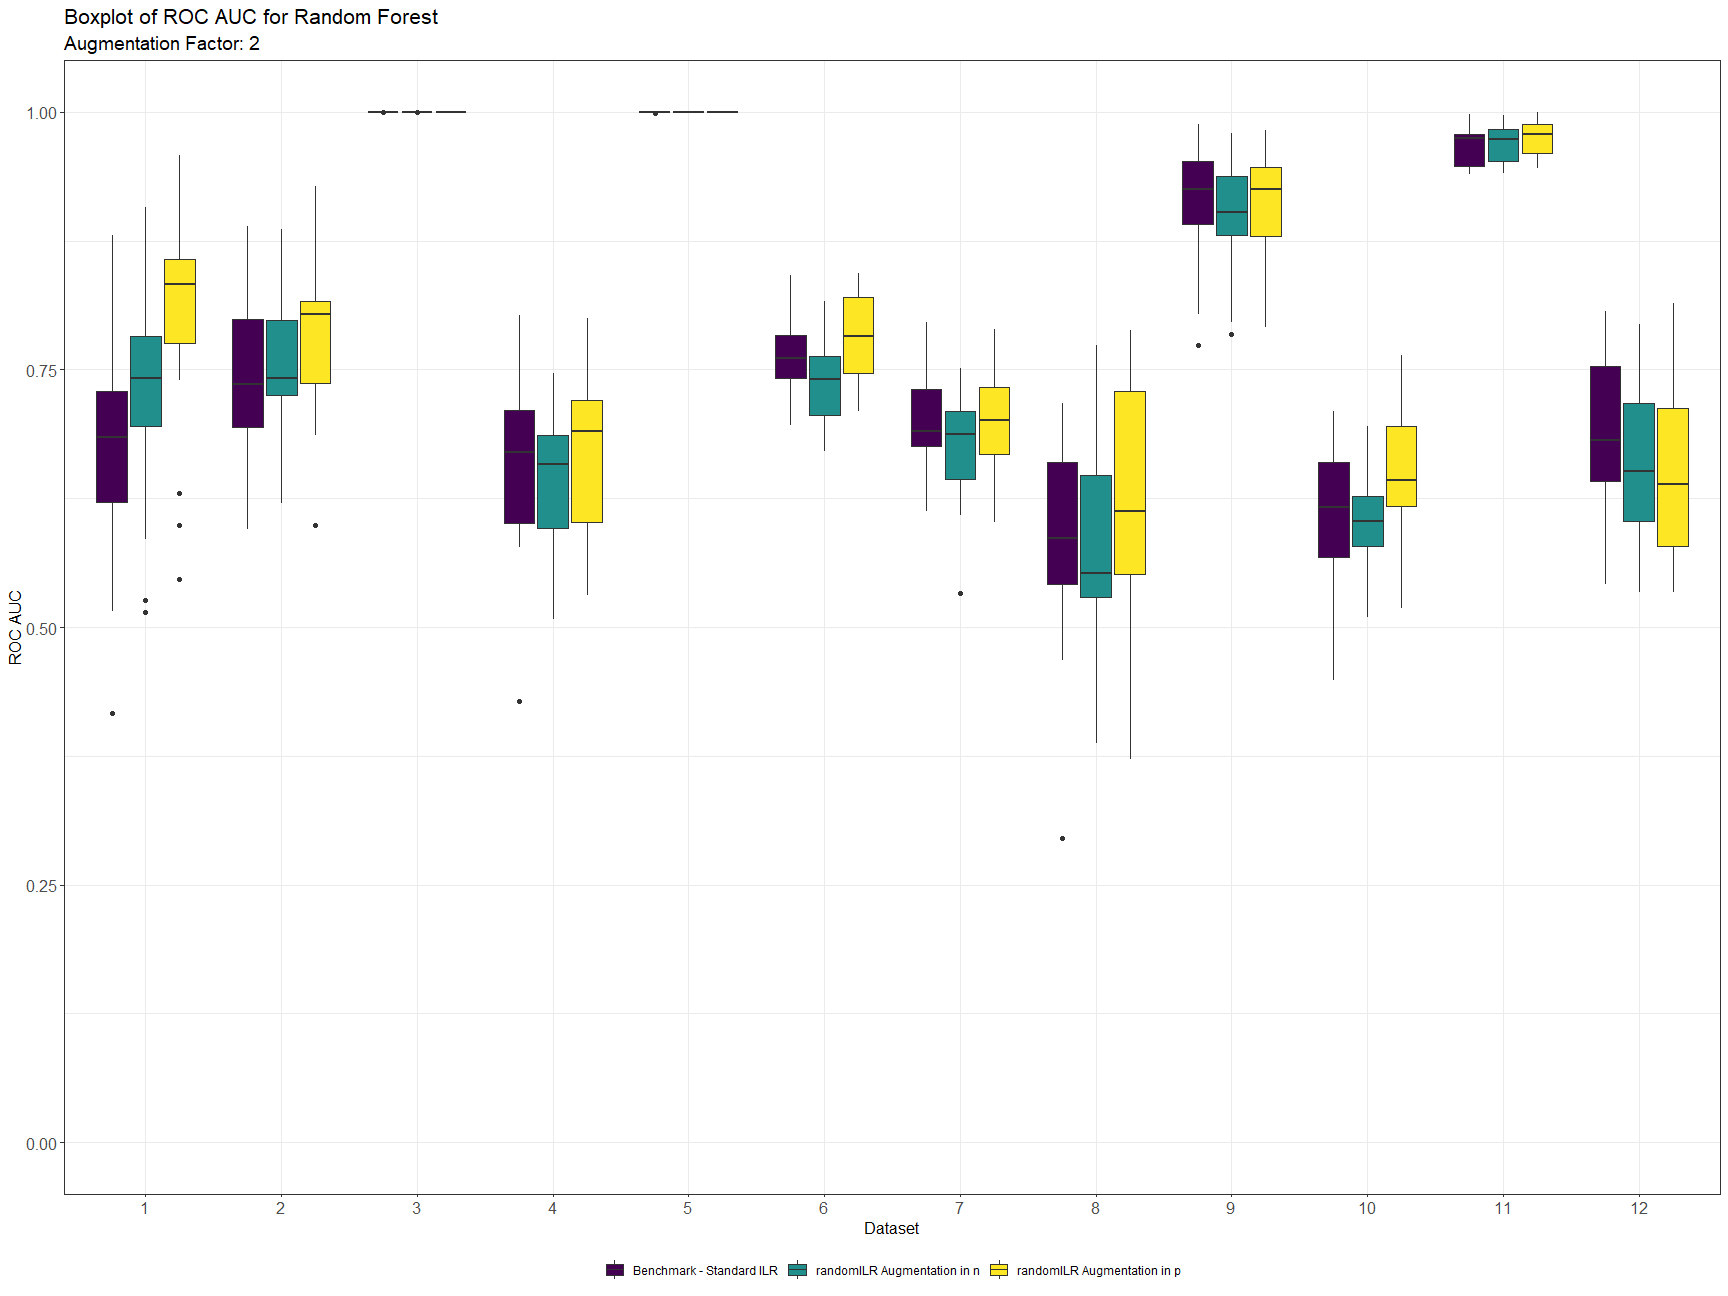 Boxplot of ROC AUC for Random Forest
Augmentation Factor: 2
ROC AUC
1.00
0.75
0.50
0.25
0.00
1 2 3 4 5 6 7 8 9 10 11 12
Dataset
Benchmark - Standard ILR randomILR Augmentation in n randomILR Augmentation in p